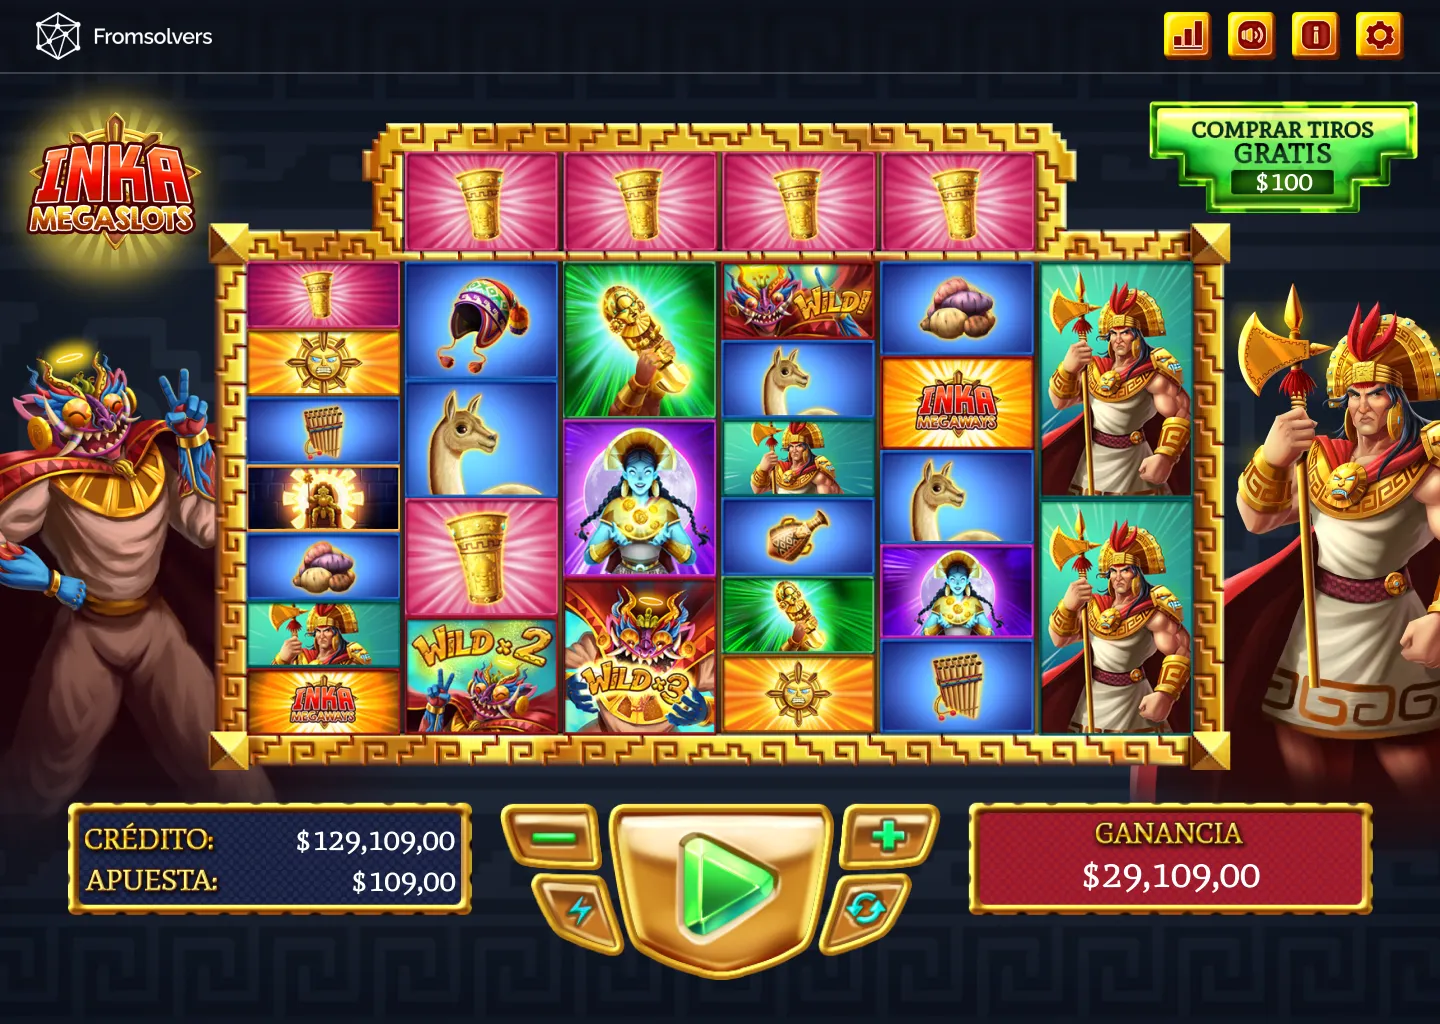 Fromsolvers
INKA
MEGASLOTS
COMPRAR TIROS
GRATIS
$100
WILD!
INKA
MEGAWAYS
WILD x2
WILD x3
INKA
MEGAWAYS
CRÉDITO: $129,109,00
APUESTA: $109,00
GANANCIA
$29,109,00